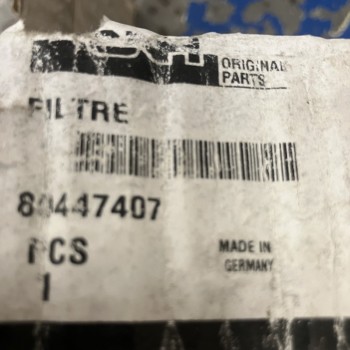 ORIGINAL
PARTS
FILTRE
80447407
PCS
MADE IN
GERMANY
1